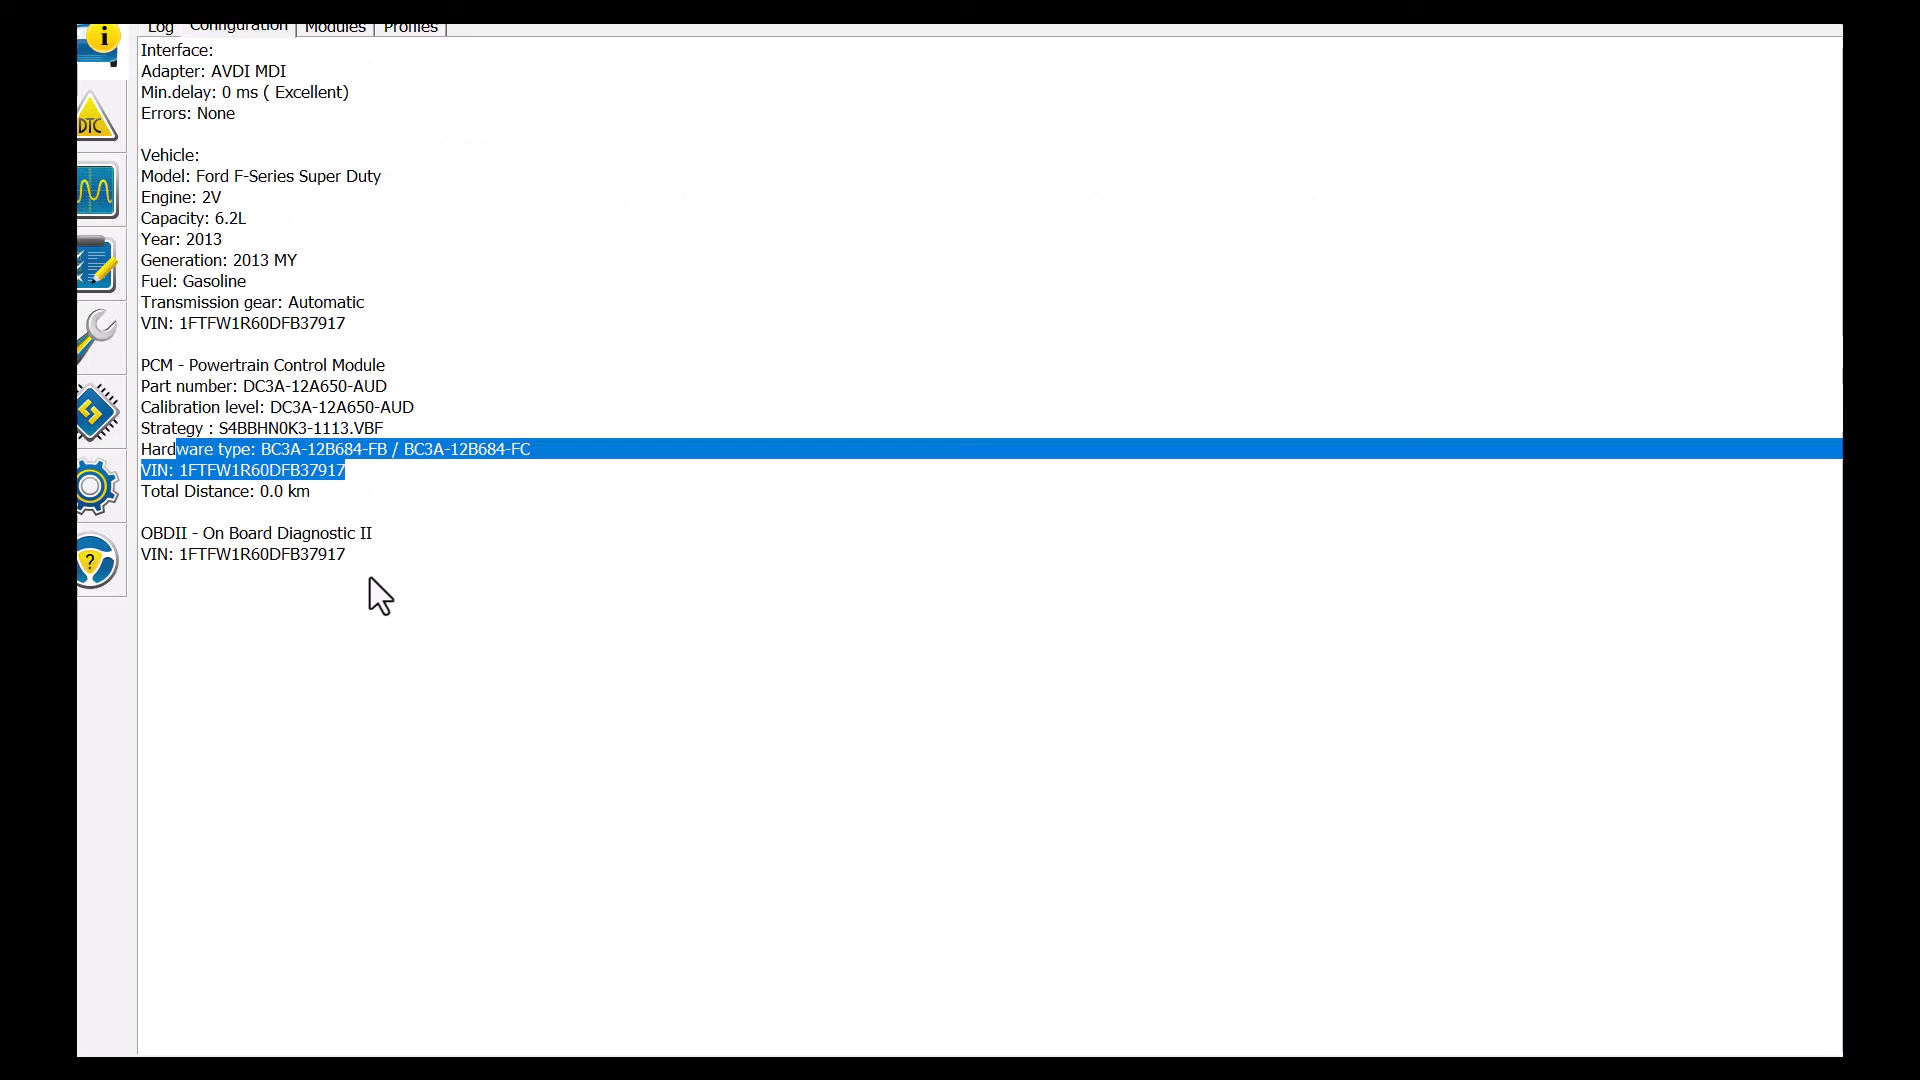 Log Configuration Modules Profiles
i
Interface:
Adapter: AVDI MDI
Min.delay: 0 ms ( Excellent)
Errors: None
DTC
Vehicle:
Model: Ford F-Series Super Duty
Engine: 2V
Capacity: 6.2L
Year: 2013
Generation: 2013 MY
Fuel: Gasoline
Transmission gear: Automatic
VIN: 1FTFW1R60DFB37917
PCM - Powertrain Control Module
Part number: DC3A-12A650-AUD
Calibration level: DC3A-12A650-AUD
Strategy : S4BBHN0K3-1113.VBF
Hardware type: BC3A-12B684-FB / BC3A-12B684-FC
VIN: 1FTFW1R60DFB37917
Total Distance: 0.0 km
OBDII - On Board Diagnostic II
VIN: 1FTFW1R60DFB37917
?